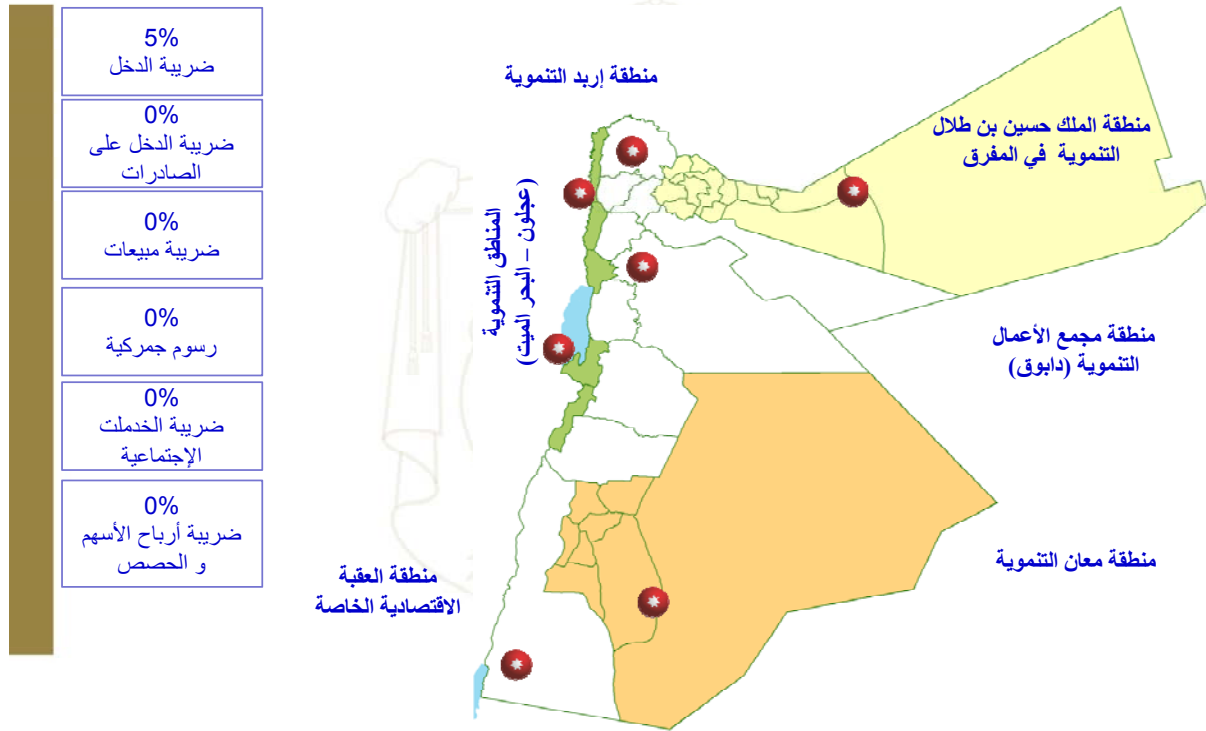 5%
ضريبة الدخل
0%
ضريبة الدخل على
الصادرات
0%
ضريبة مبيعات
0%
رسوم جمركية
0%
ضريبة الخدملت
الإجتماعية
0%
ضريبة أرباح الأسهم
و الحصص
منطقة إربد التنموية
منطقة الملك حسين بن طلال
التنموية في المفرق
المناطق التنموية
(عجلون – البحر الميت)
منطقة مجمع الأعمال
التنموية (دابوق)
منطقة معان التنموية
منطقة العقبة
الاقتصادية الخاصة